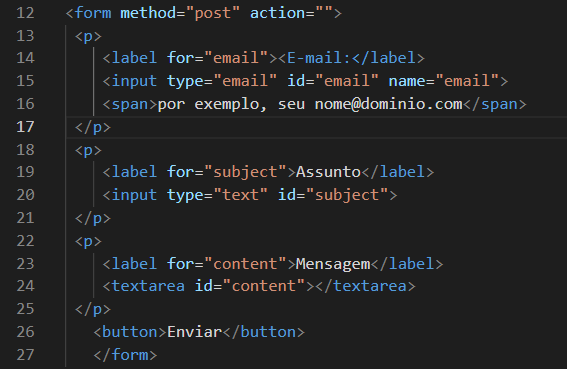 12 <form method="post" action="">
13 <p>
14 <label for="email"><E-mail:</label>
15 <input type="email" id="email" name="email">
16 <span>por exemplo, seu nome@dominio.com</span>
17 </p>
18 <p>
19 <label for="subject">Assunto</label>
20 <input type="text" id="subject">
21 </p>
22 <p>
23 <label for="content">Mensagem</label>
24 <textarea id="content"></textarea>
25 </p>
26 <button>Enviar</button>
27 </form>